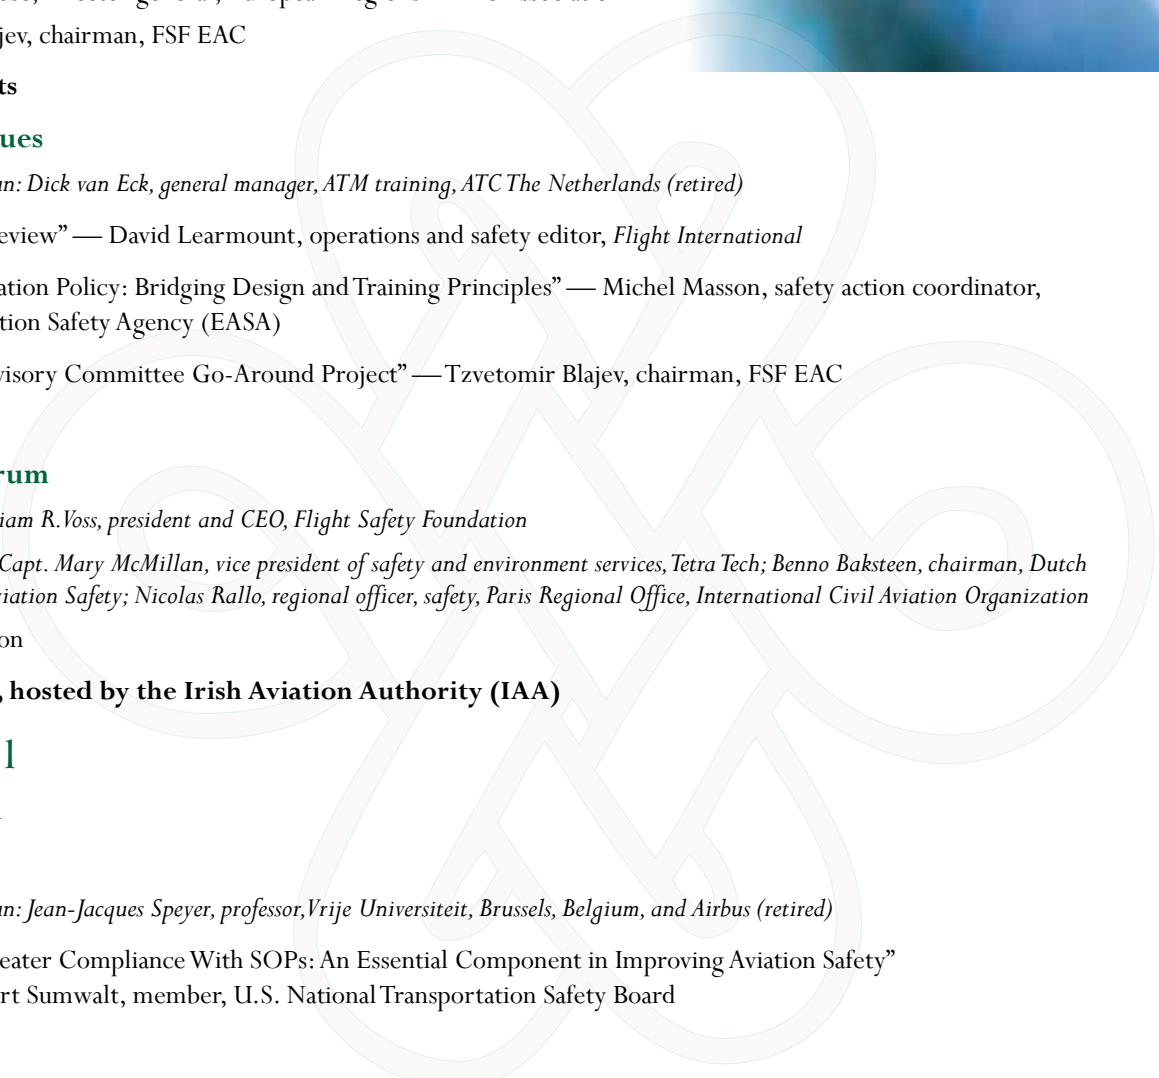 jev, chairman, FSF EAC
ts
ues
an: Dick van Eck, general manager, ATM training, ATC The Netherlands (retired)
eview” — David Learmount, operations and safety editor, Flight International
ation Policy: Bridging Design and Training Principles” — Michel Masson, safety action coordinator,
tion Safety Agency (EASA)
visory Committee Go-Around Project” — Tzvetomir Blajev, chairman, FSF EAC
rum
iam R. Voss, president and CEO, Flight Safety Foundation
Capt. Mary McMillan, vice president of safety and environment services, Tetra Tech; Benno Baksteen, chairman, Dutch
viation Safety; Nicolas Rallo, regional officer, safety, Paris Regional Office, International Civil Aviation Organization
on
, hosted by the Irish Aviation Authority (IAA)
l
an: Jean-Jacques Speyer, professor, Vrije Universiteit, Brussels, Belgium, and Airbus (retired)
eater Compliance With SOPs: An Essential Component in Improving Aviation Safety”
rt Sumwalt, member, U.S. National Transportation Safety Board